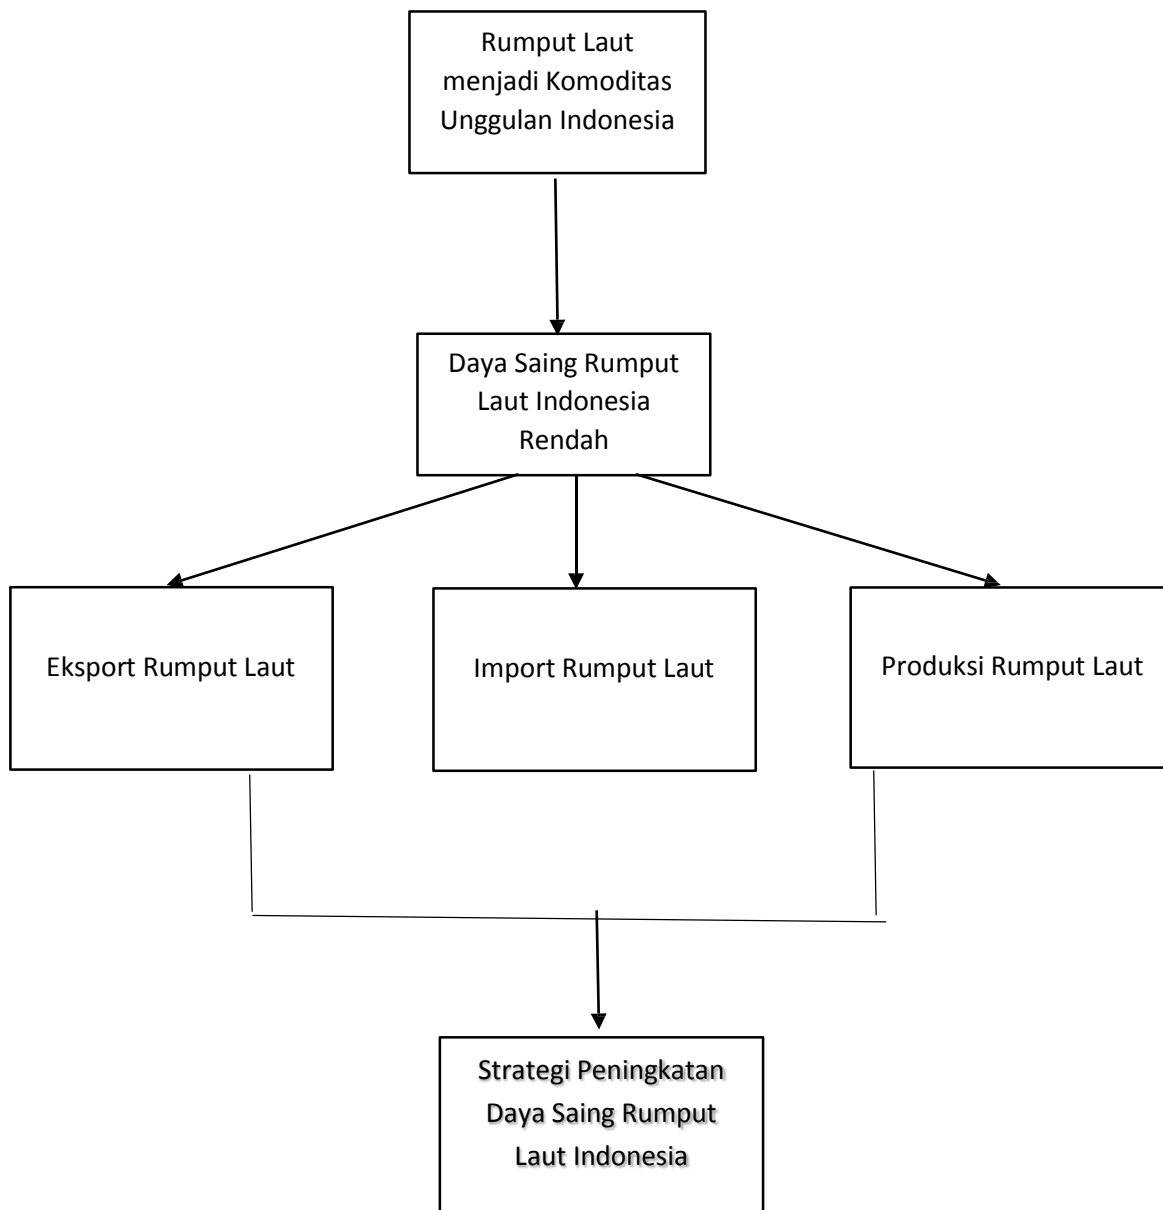 Rumput Laut
menjadi Komoditas
Unggulan Indonesia
Daya Saing Rumput
Laut Indonesia
Rendah
Eksport Rumput Laut
Import Rumput Laut
Produksi Rumput Laut
Strategi Peningkatan
Daya Saing Rumput
Laut Indonesia